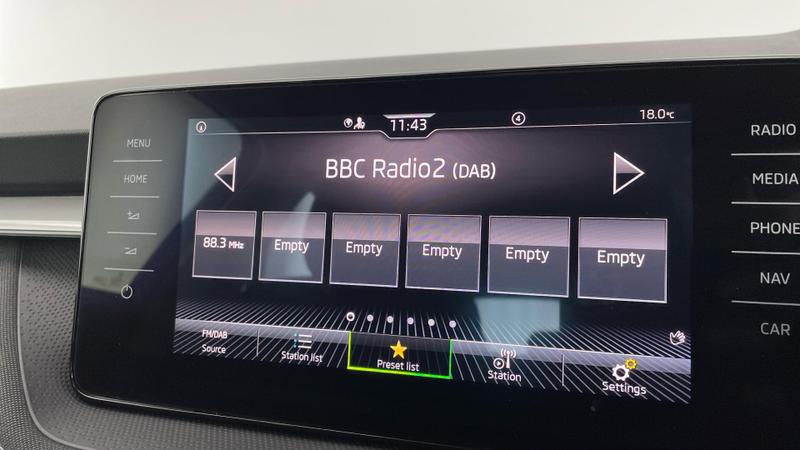 MENU
HOME
11:43
4
18.0°C
BBC Radio2 (DAB)
88.3 MHz
Empty
Empty
Empty
Empty
Empty
FM/DAB
Source
Station list
Preset list
Station
Settings
RADIO
MEDIA
PHONE
NAV
CAR